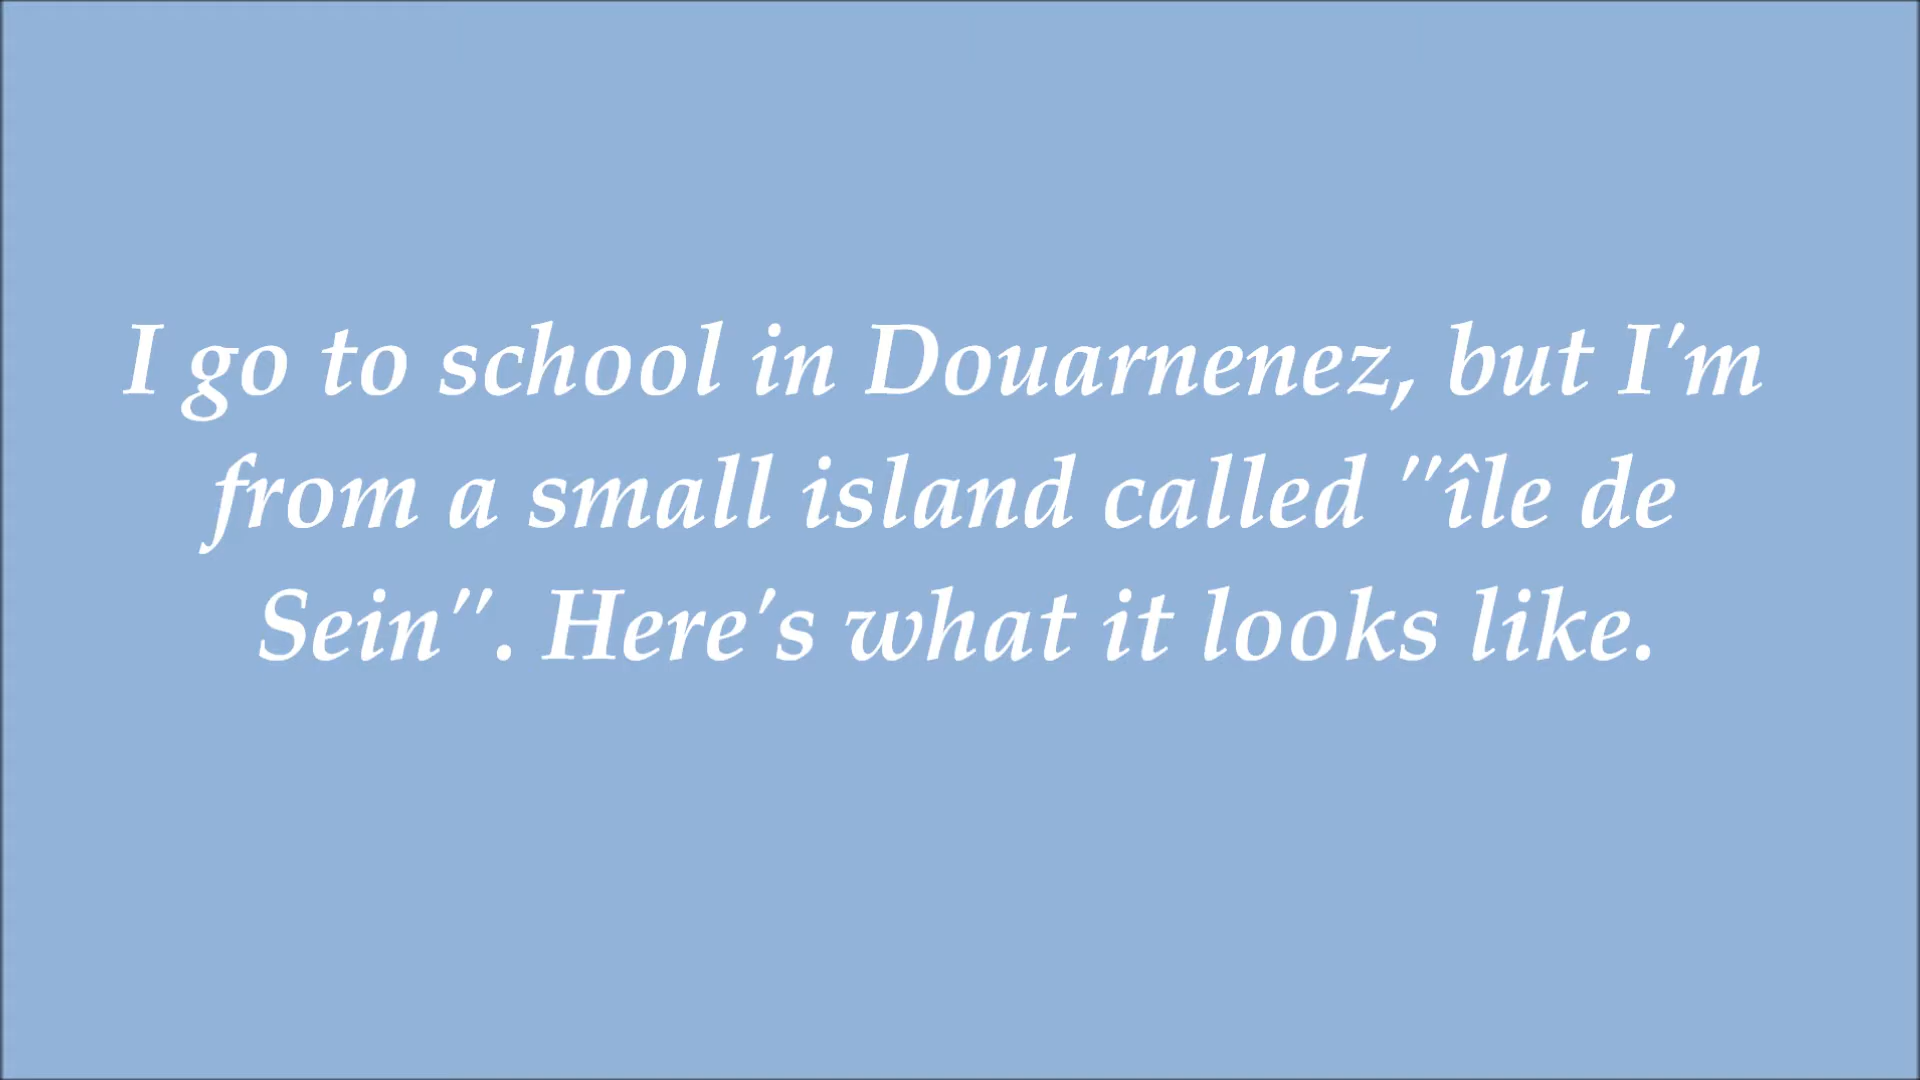 I go to school in Douarnenez, but I'm
from a small island called "île de
Sein". Here's what it looks like.